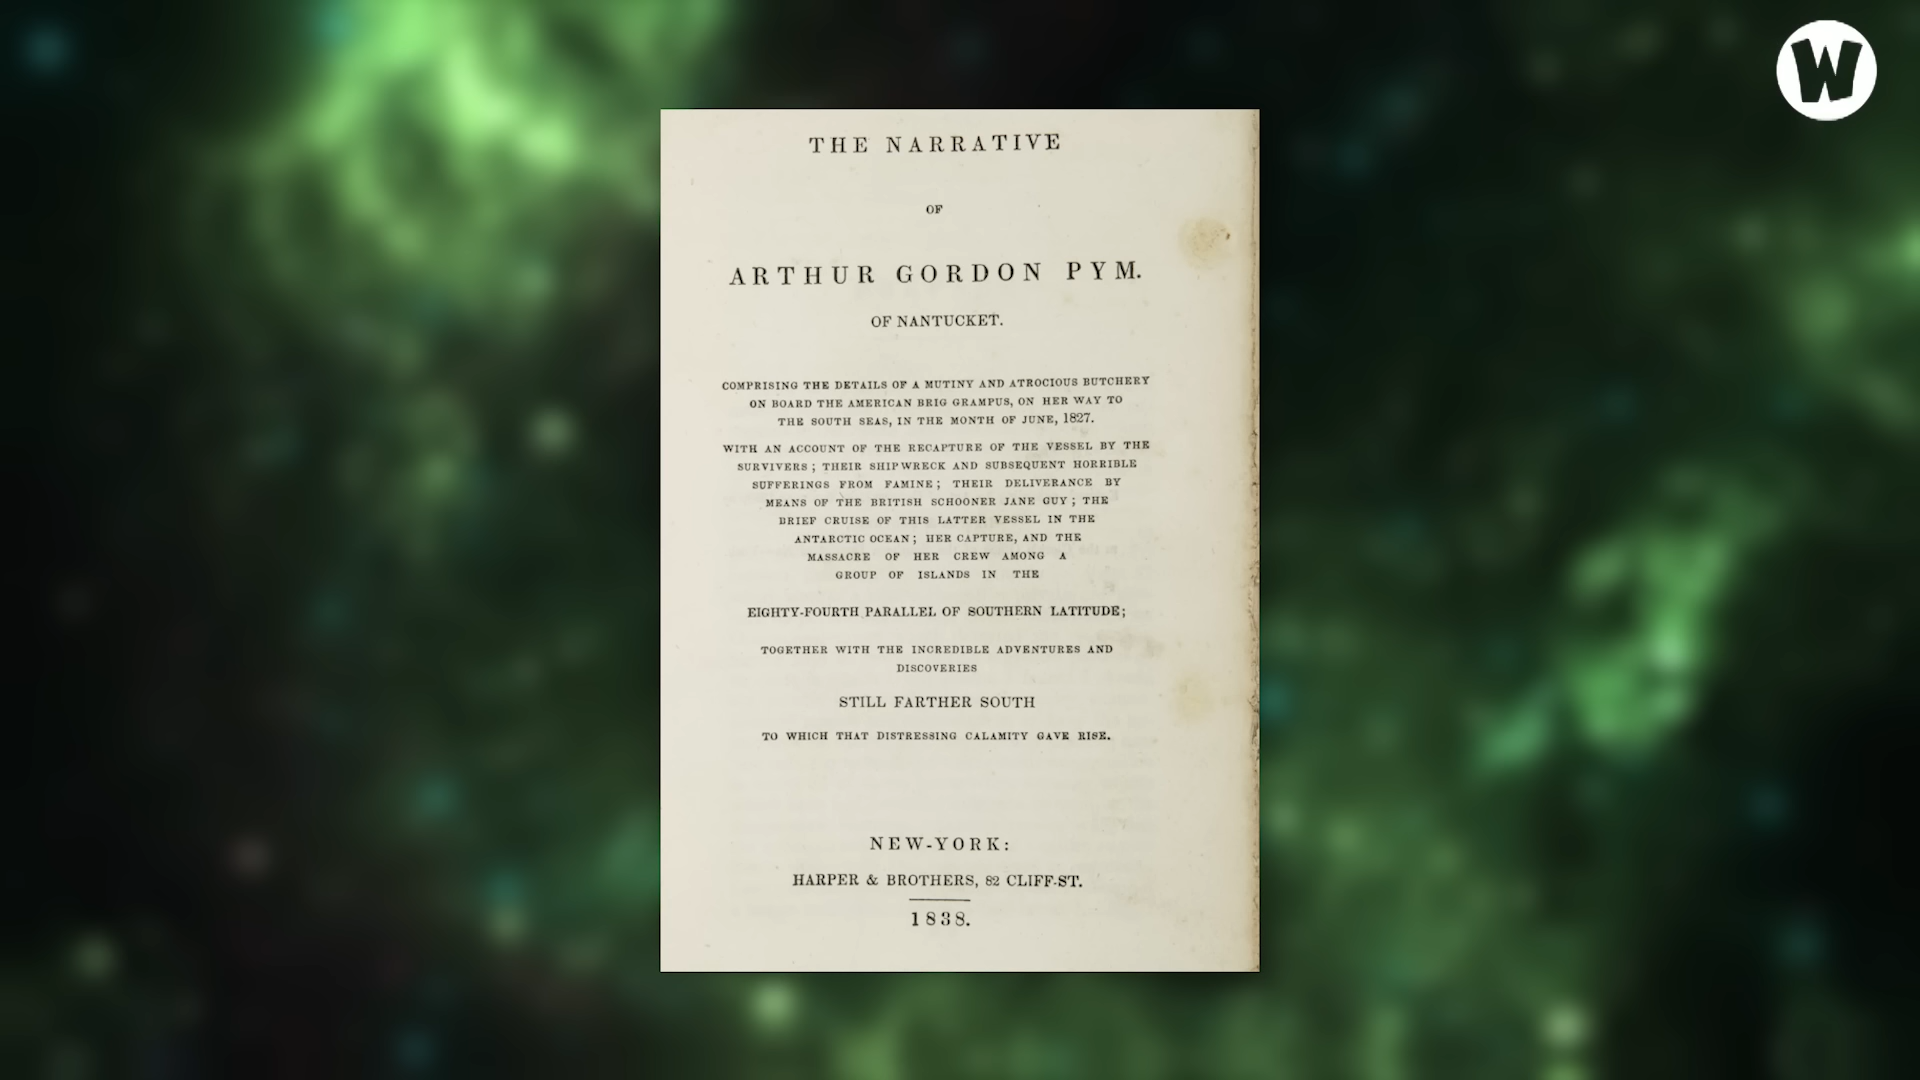 W
THE NARRATIVE
OF
ARTHUR GORDON PYM.
OF NANTUCKET.
COMPRISING THE DETAILS OF A MUTINY AND ATROCIOUS BUTCHERY
ON BOARD THE AMERICAN BRIG GRAMPUS, ON HER WAY TO
THE SOUTH SEAS, IN THE MONTH OF JUNE, 1827.
WITH AN ACCOUNT OF THE RECAPTURE OF THE VESSEL BY THE
SURVIVERS; THEIR SHIPWRECK AND SUBSEQUENT HORRIBLE
SUFFERINGS FROM FAMINE; THEIR DELIVERANCE BY
MEANS OF THE BRITISH SCHOONER JANE GUY; THE
BRIEF CRUISE OF THIS LATTER VESSEL IN THE
ANTARCTIC OCEAN; HER CAPTURE, AND THE
MASSACRE OF HER CREW AMONG A
GROUP OF ISLANDS IN THE
EIGHTY-FOURTH PARALLEL OF SOUTHERN LATITUDE;
TOGETHER WITH THE INCREDIBLE ADVENTURES AND
DISCOVERIES
STILL FARTHER SOUTH
TO WHICH THAT DISTRESSING CALAMITY GAVE RISE.
NEW-YORK:
HARPER & BROTHERS, 82 CLIFF-ST.
1838.